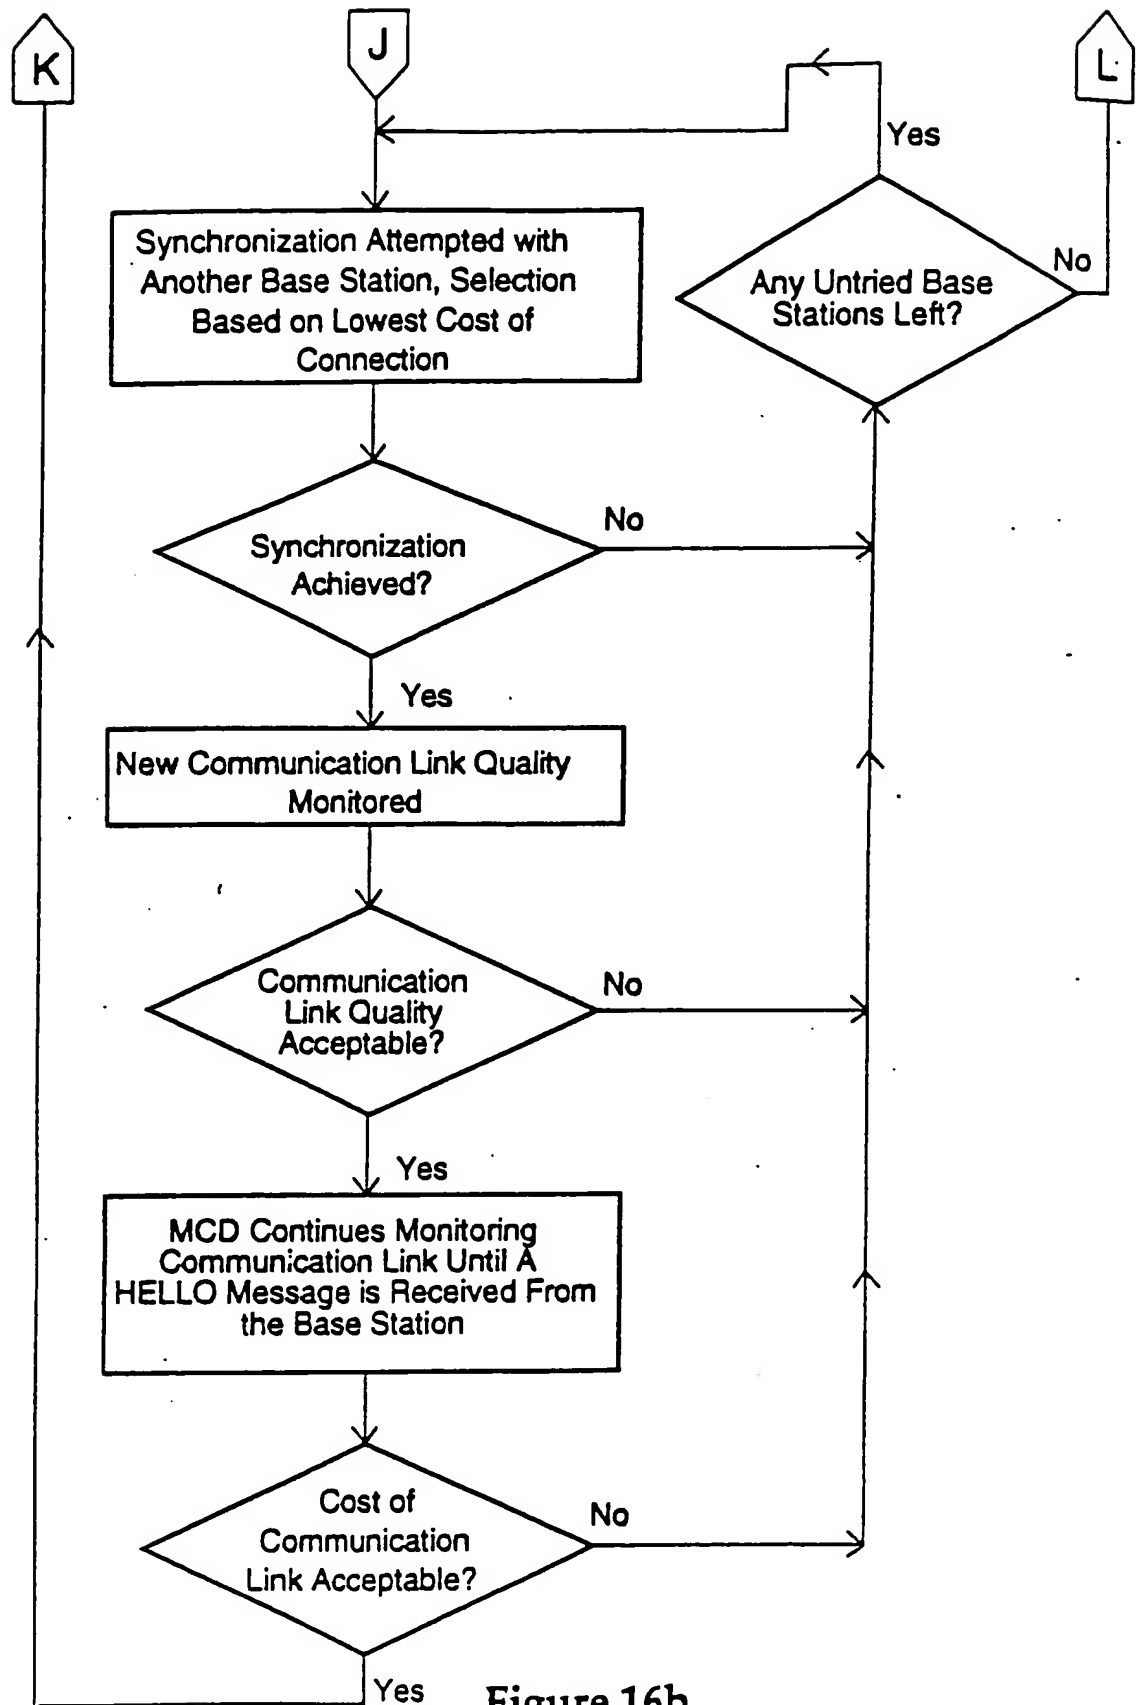 K
J
L
Yes
Synchronization Attempted with
Another Base Station, Selection
Based on Lowest Cost of
Connection
Any Untried Base
Stations Left?
No
Synchronization
Achieved?
No
Yes
New Communication Link Quality
Monitored
Communication
Link Quality
Acceptable?
No
Yes
MCD Continues Monitoring
Communication Link Until A
HELLO Message is Received From
the Base Station
Cost of
Communication
Link Acceptable?
No
Yes
Figure 16b